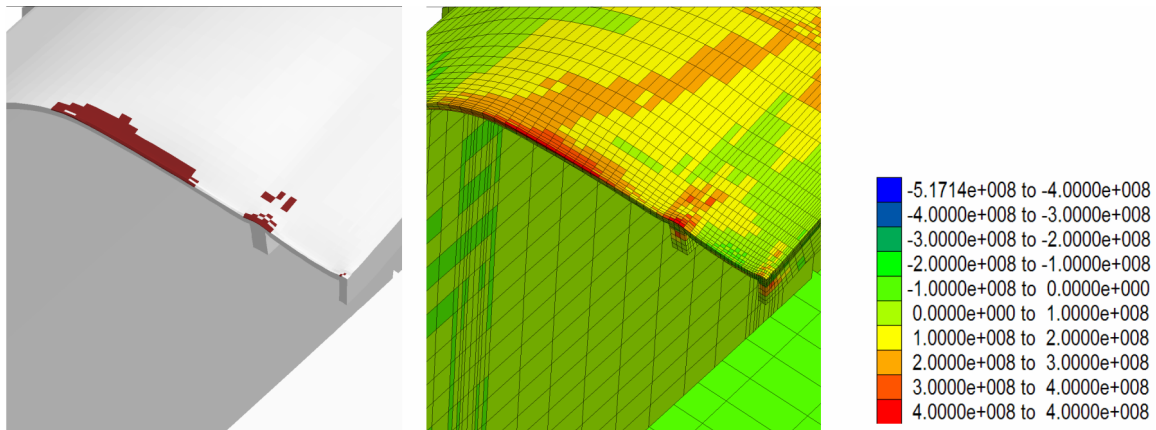 -5.1714e+008 to -4.0000e+008
-4.0000e+008 to -3.0000e+008
-3.0000e+008 to -2.0000e+008
-2.0000e+008 to -1.0000e+008
-1.0000e+008 to 0.0000e+000
0.0000e+000 to 1.0000e+008
1.0000e+008 to 2.0000e+008
2.0000e+008 to 3.0000e+008
3.0000e+008 to 4.0000e+008
4.0000e+008 to 4.0000e+008